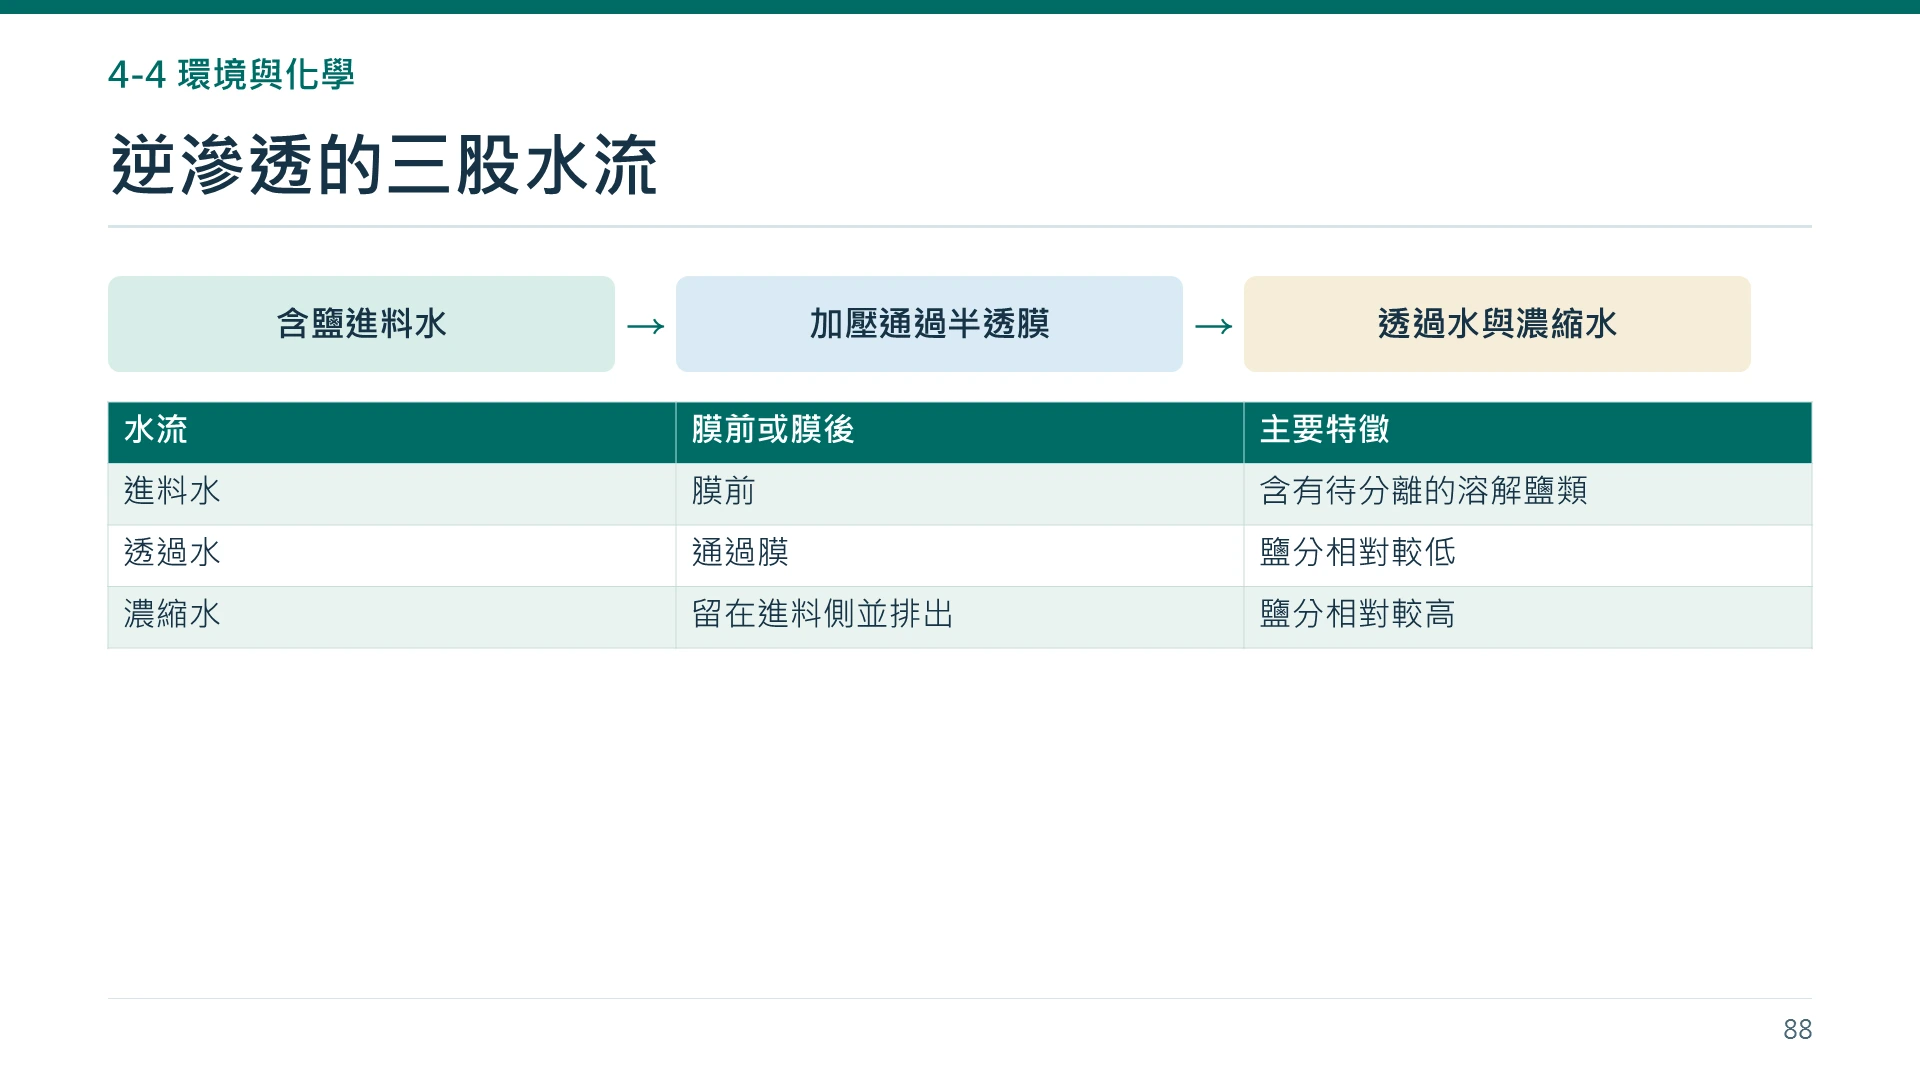 4-4 環境與化學
逆滲透的三股水流
含鹽進料水 → 加壓通過半透膜 → 透過水與濃縮水
水流 膜前或膜後 主要特徵
進料水 膜前 含有待分離的溶解鹽類
透過水 通過膜 鹽分相對較低
濃縮水 留在進料側並排出 鹽分相對較高
88